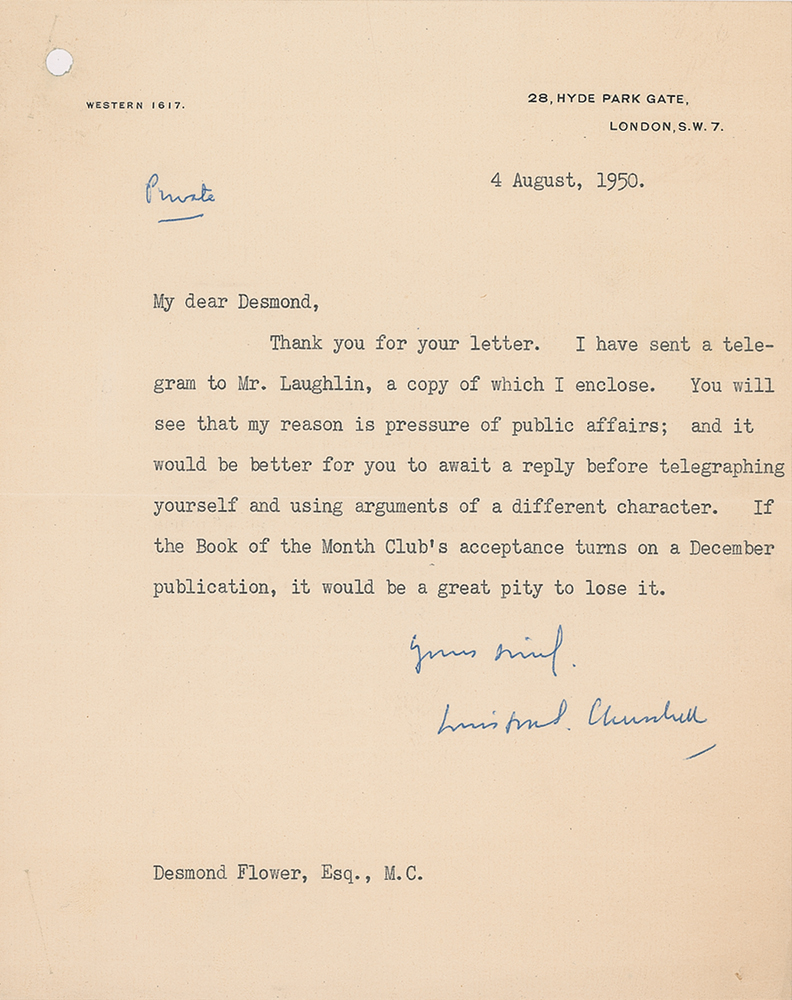 WESTERN 1617.
28, HYDE PARK GATE,
LONDON, S.W. 7.
Private
4 August, 1950.
My dear Desmond,
Thank you for your letter. I have sent a tele-
gram to Mr. Laughlin, a copy of which I enclose. You will
see that my reason is pressure of public affairs; and it
would be better for you to await a reply before telegraphing
yourself and using arguments of a different character. If
the Book of the Month Club's acceptance turns on a December
publication, it would be a great pity to lose it.
Yours
Winston S. Churchill
Desmond Flower, Esq., M.C.